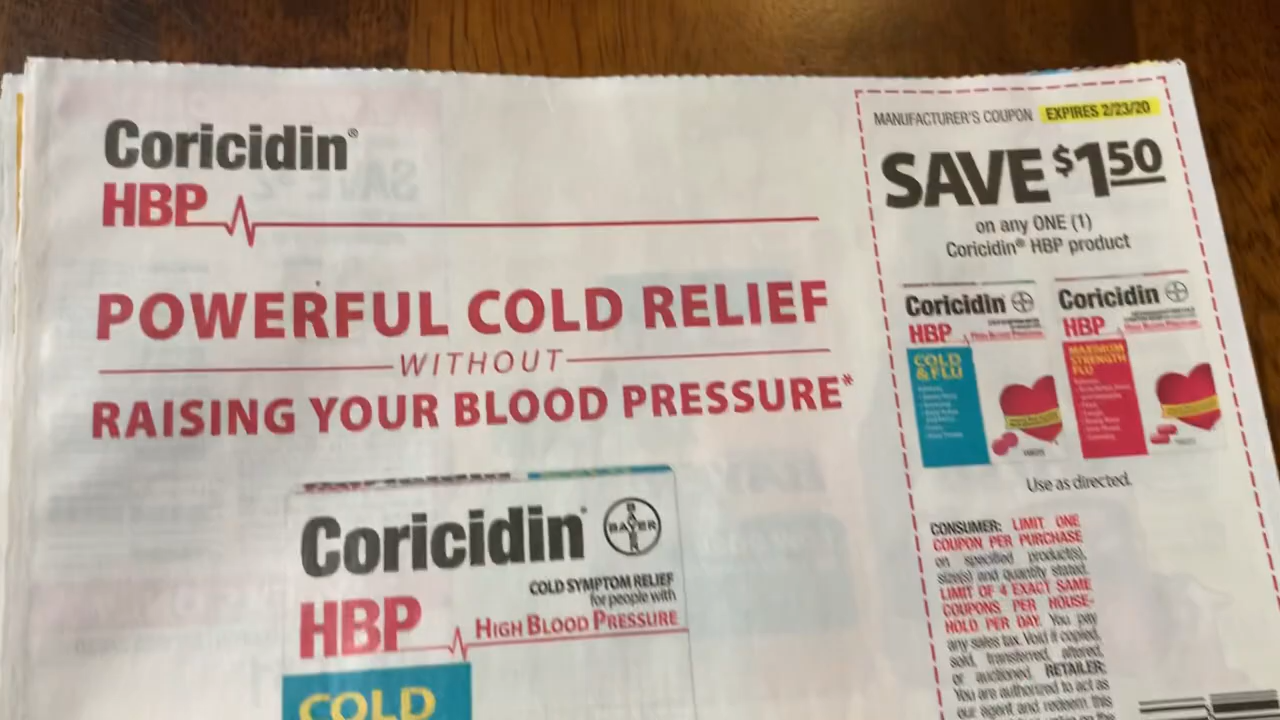 Coricidin®
HBP
POWERFUL COLD RELIEF
WITHOUT
RAISING YOUR BLOOD PRESSURE*
Coricidin
BAYER
COLD SYMPTOM RELIEF
for people with
HBP
HIGH BLOOD PRESSURE
COLD
MANUFACTURER'S COUPON EXPIRES 2/23/20
SAVE $1.50
on any ONE (1)
Coricidin® HBP product
Coricidin
HBP
COLD
& FLU
Coricidin
HBP
MAXIMUM
STRENGTH
FLU
Use as directed.
CONSUMER: LIMIT ONE
COUPON PER PURCHASE
on specified product(s),
size(s) and quantity stated.
LIMIT OF 4 EXACT SAME
COUPONS PER HOUSE-
HOLD PER DAY. You pay
any sales tax. Void if copied,
sold, transferred, altered,
or auctioned. RETAILER:
You are authorized to act as
our agent and redeem this